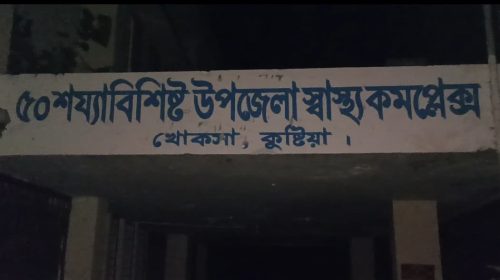 ৫০ শয্যাবিশিষ্ট উপজেলা স্বাস্থ্য কমপ্লেক্স
খোকসা, কুষ্টিয়া ।